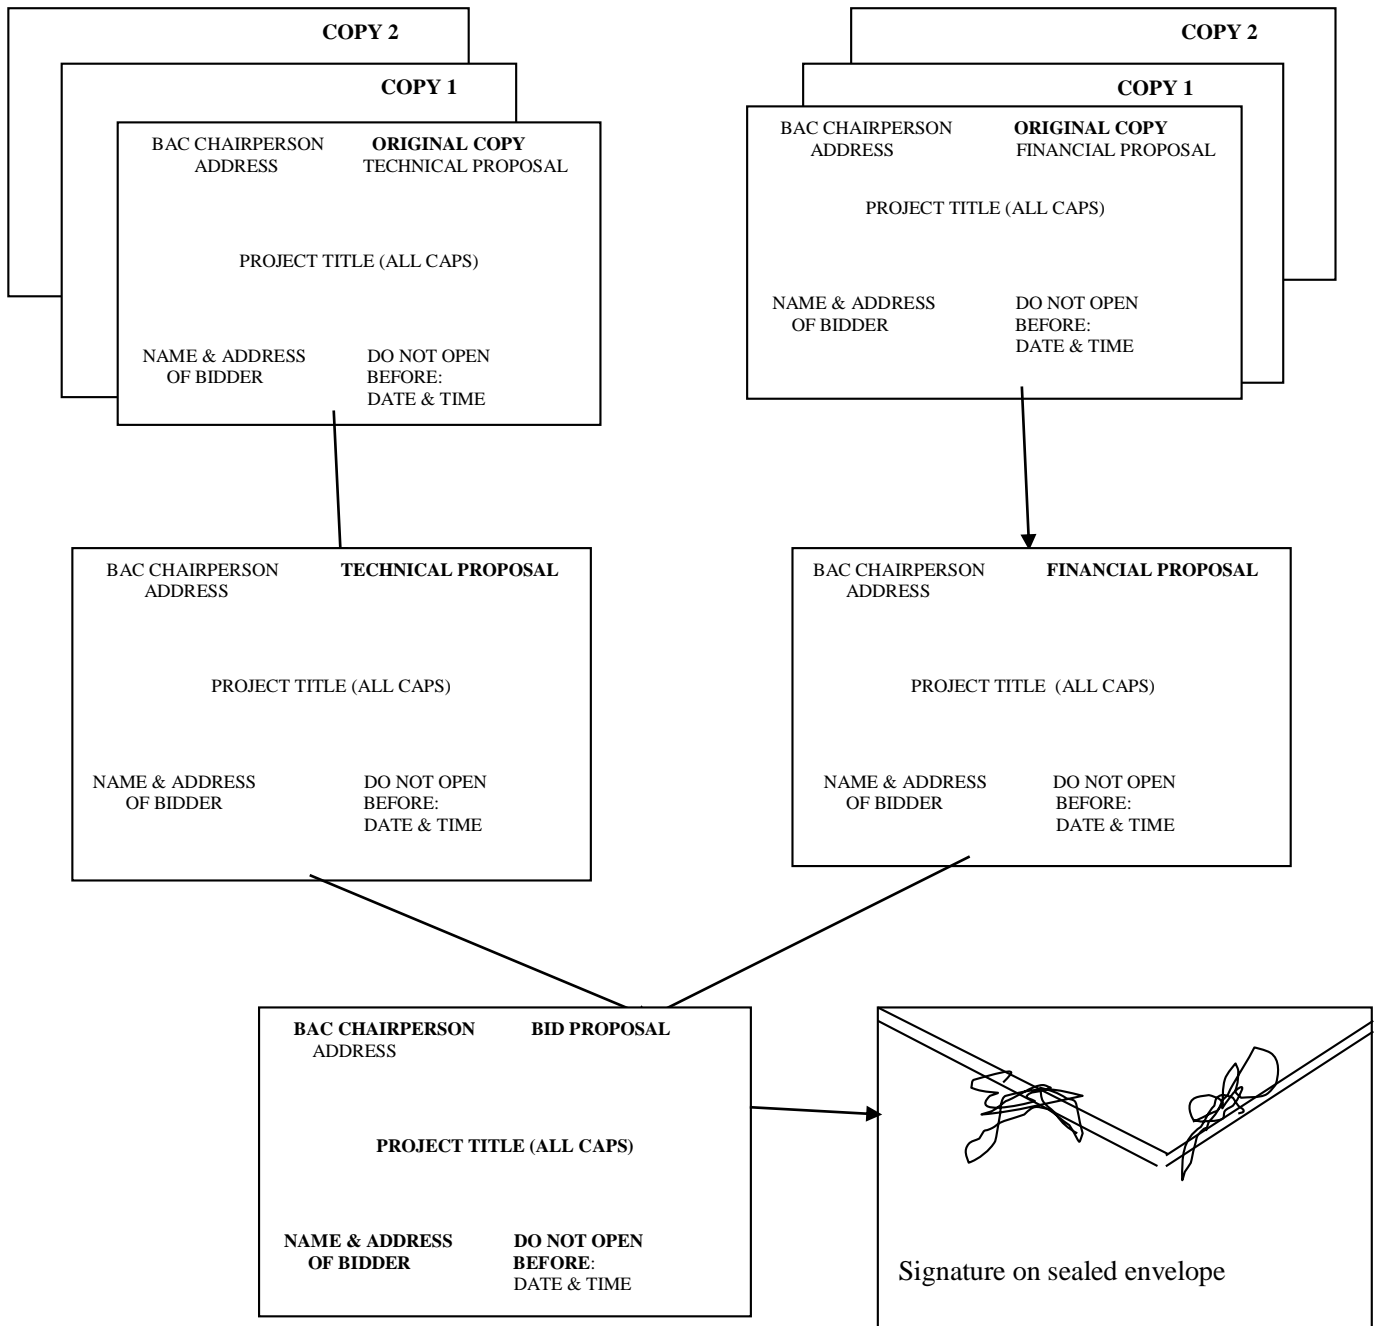 COPY 2
COPY 1
BAC CHAIRPERSON ORIGINAL COPY
ADDRESS TECHNICAL PROPOSAL
PROJECT TITLE (ALL CAPS)
NAME & ADDRESS DO NOT OPEN
OF BIDDER BEFORE:
DATE & TIME
COPY 2
COPY 1
BAC CHAIRPERSON ORIGINAL COPY
ADDRESS FINANCIAL PROPOSAL
PROJECT TITLE (ALL CAPS)
NAME & ADDRESS DO NOT OPEN
OF BIDDER BEFORE:
DATE & TIME
BAC CHAIRPERSON TECHNICAL PROPOSAL
ADDRESS
PROJECT TITLE (ALL CAPS)
NAME & ADDRESS DO NOT OPEN
OF BIDDER BEFORE:
DATE & TIME
BAC CHAIRPERSON FINANCIAL PROPOSAL
ADDRESS
PROJECT TITLE (ALL CAPS)
NAME & ADDRESS DO NOT OPEN
OF BIDDER BEFORE:
DATE & TIME
BAC CHAIRPERSON BID PROPOSAL
ADDRESS
PROJECT TITLE (ALL CAPS)
NAME & ADDRESS DO NOT OPEN
OF BIDDER BEFORE:
DATE & TIME
Signature on sealed envelope